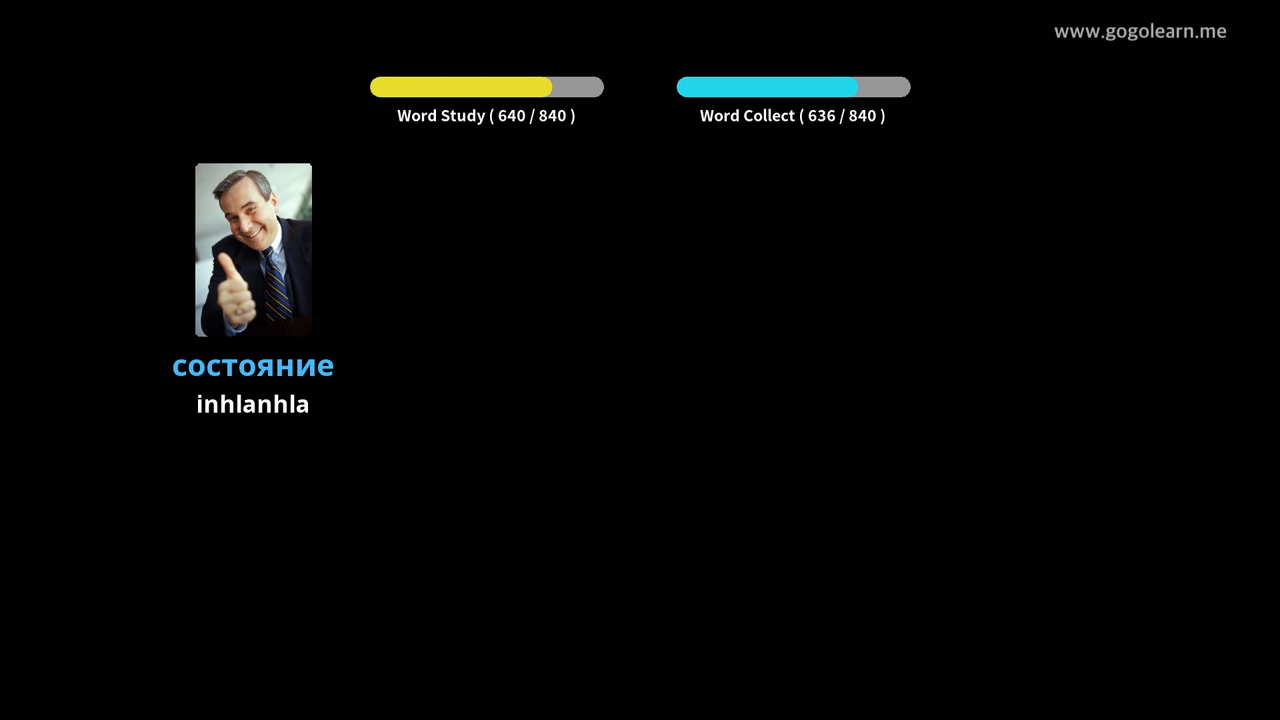 www.gogolearn.me
Word Study ( 640 / 840 )
Word Collect ( 636 / 840 )
состояние
inhlanhla